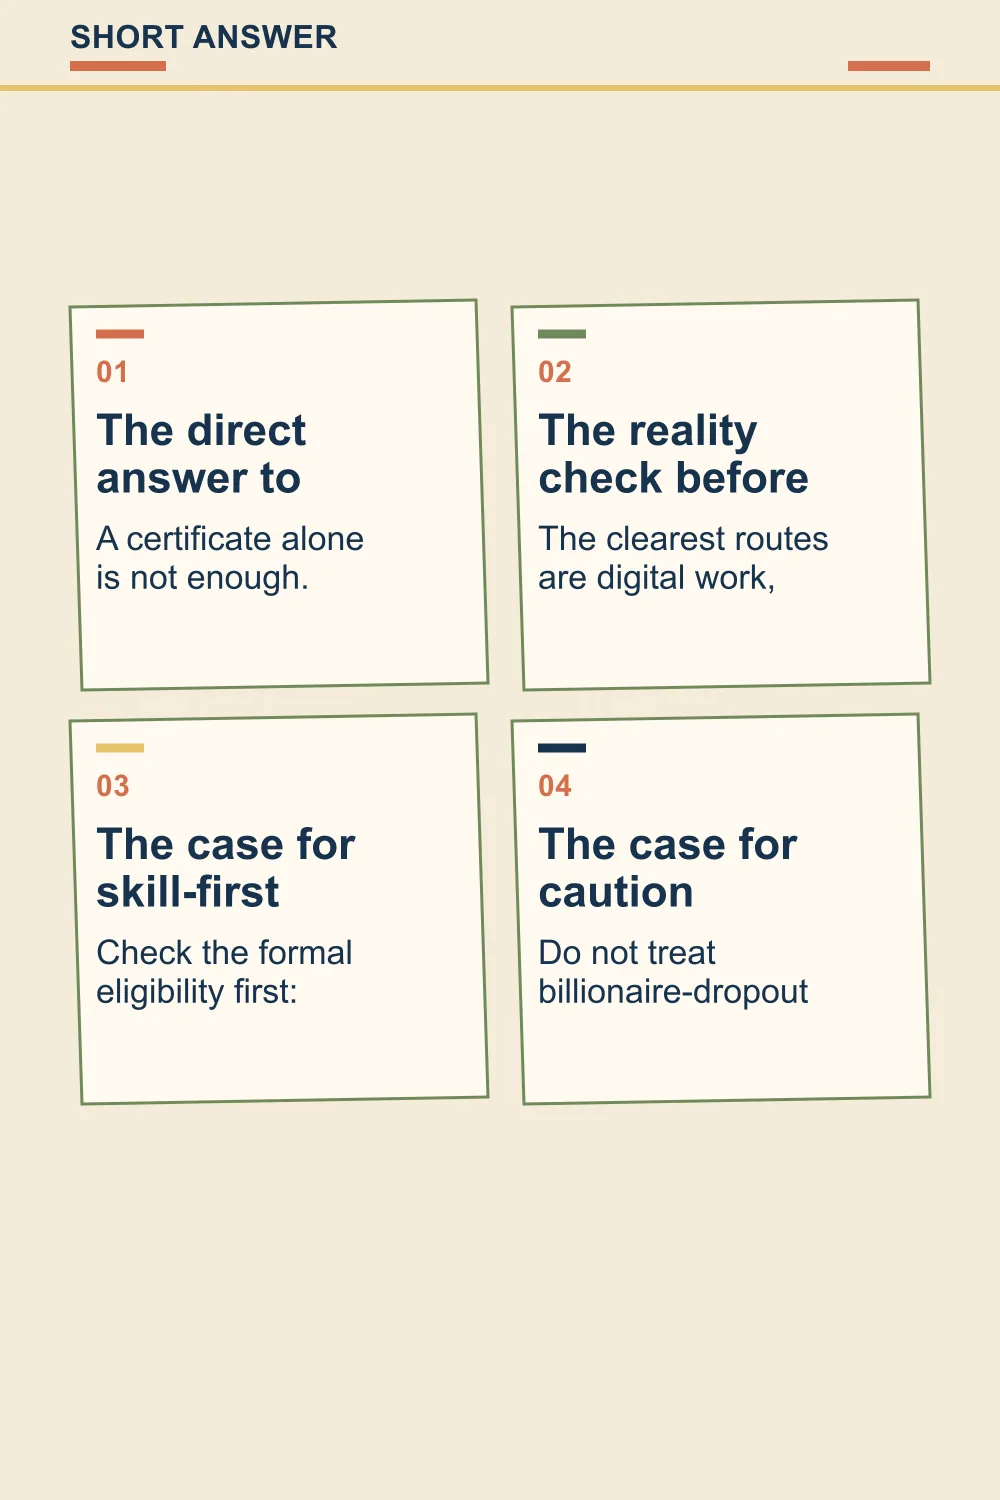 SHORT ANSWER
01
The direct
answer to
A certificate alone
is not enough.
02
The reality
check before
The clearest routes
are digital work,
03
The case for
skill-first
Check the formal
eligibility first:
04
The case for
caution
Do not treat
billionaire-dropout